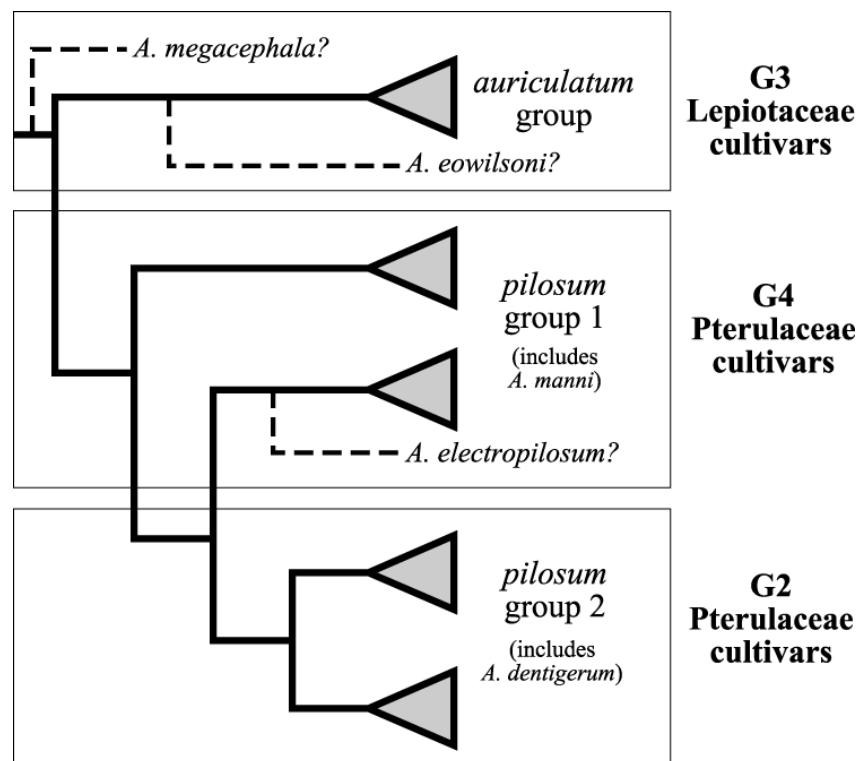 A. megacephala?
auriculatum
group
A. eowilsoni?
G3
Lepiotaceae
cultivars
pilosum
group 1
(includes
A. manni)
A. electropilosum?
G4
Pterulaceae
cultivars
pilosum
group 2
(includes
A. dentigerum)
G2
Pterulaceae
cultivars